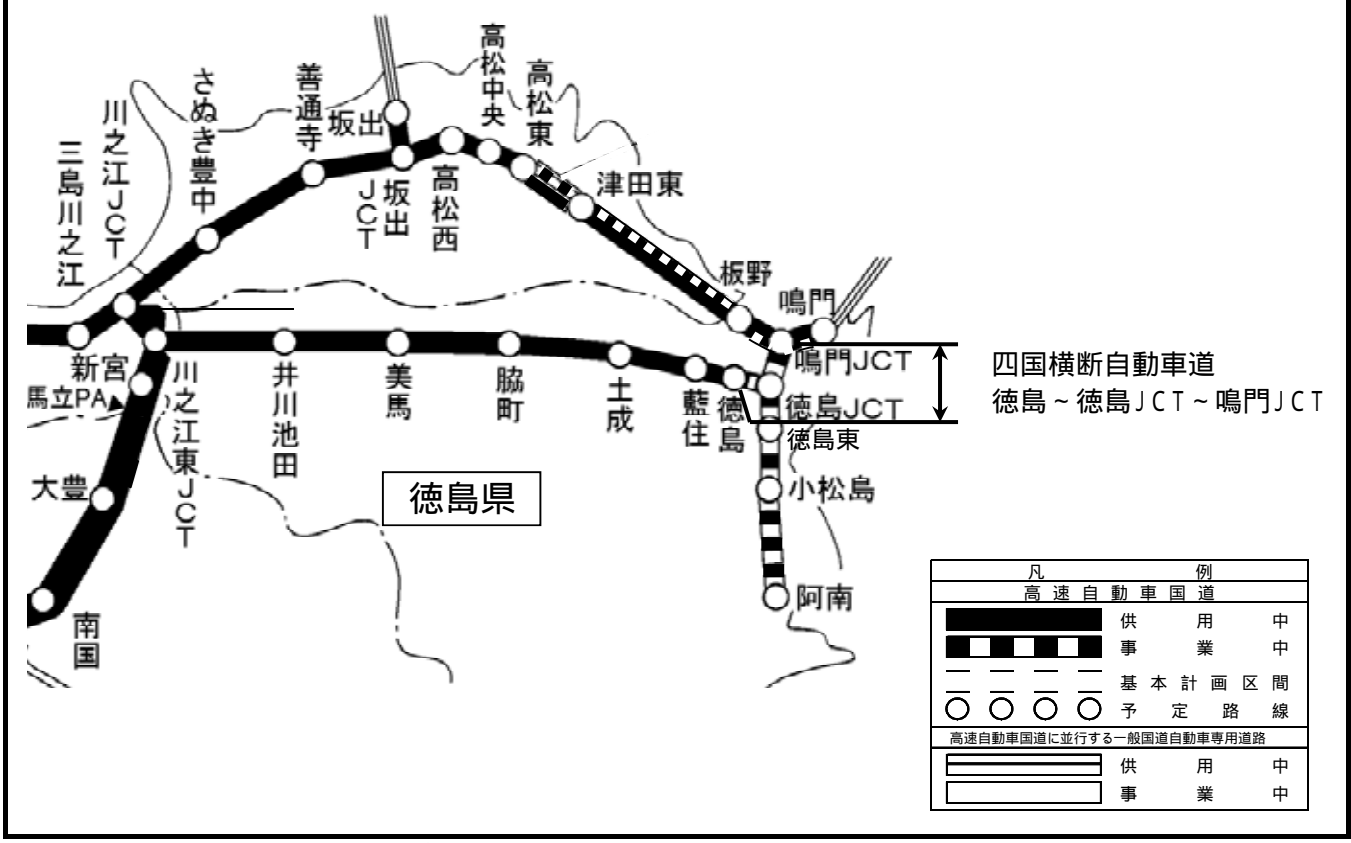 高松中央
高松東
善通寺
さぬき豊中
川之江JCT
三島川之江
坂出
坂出JCT
高松西
津田東
板野
鳴門
鳴門JCT
四国横断自動車道
徳島~徳島JCT~鳴門JCT
新宮
馬立PA▲
川之江東JCT
井川池田
美馬
脇町
土成
藍住
徳島
徳島JCT
徳島東
小松島
大豊
徳島県
阿南
南国
凡 例
高速自動車国道
供 用 中
事 業 中
基本計画区間
予 定 路 線
高速自動車国道に並行する一般国道自動車専用道路
供 用 中
事 業 中